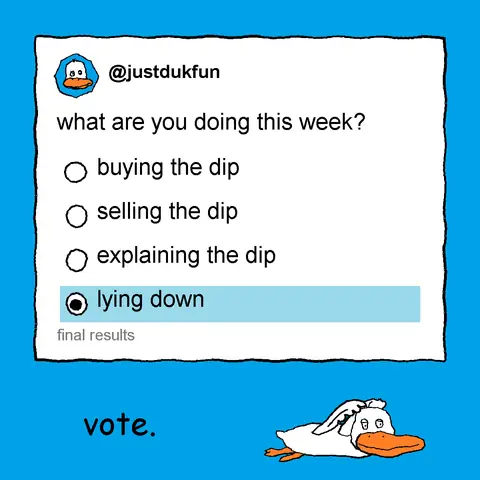 @justdukfun
what are you doing this week?
buying the dip
selling the dip
explaining the dip
lying down
final results
vote.